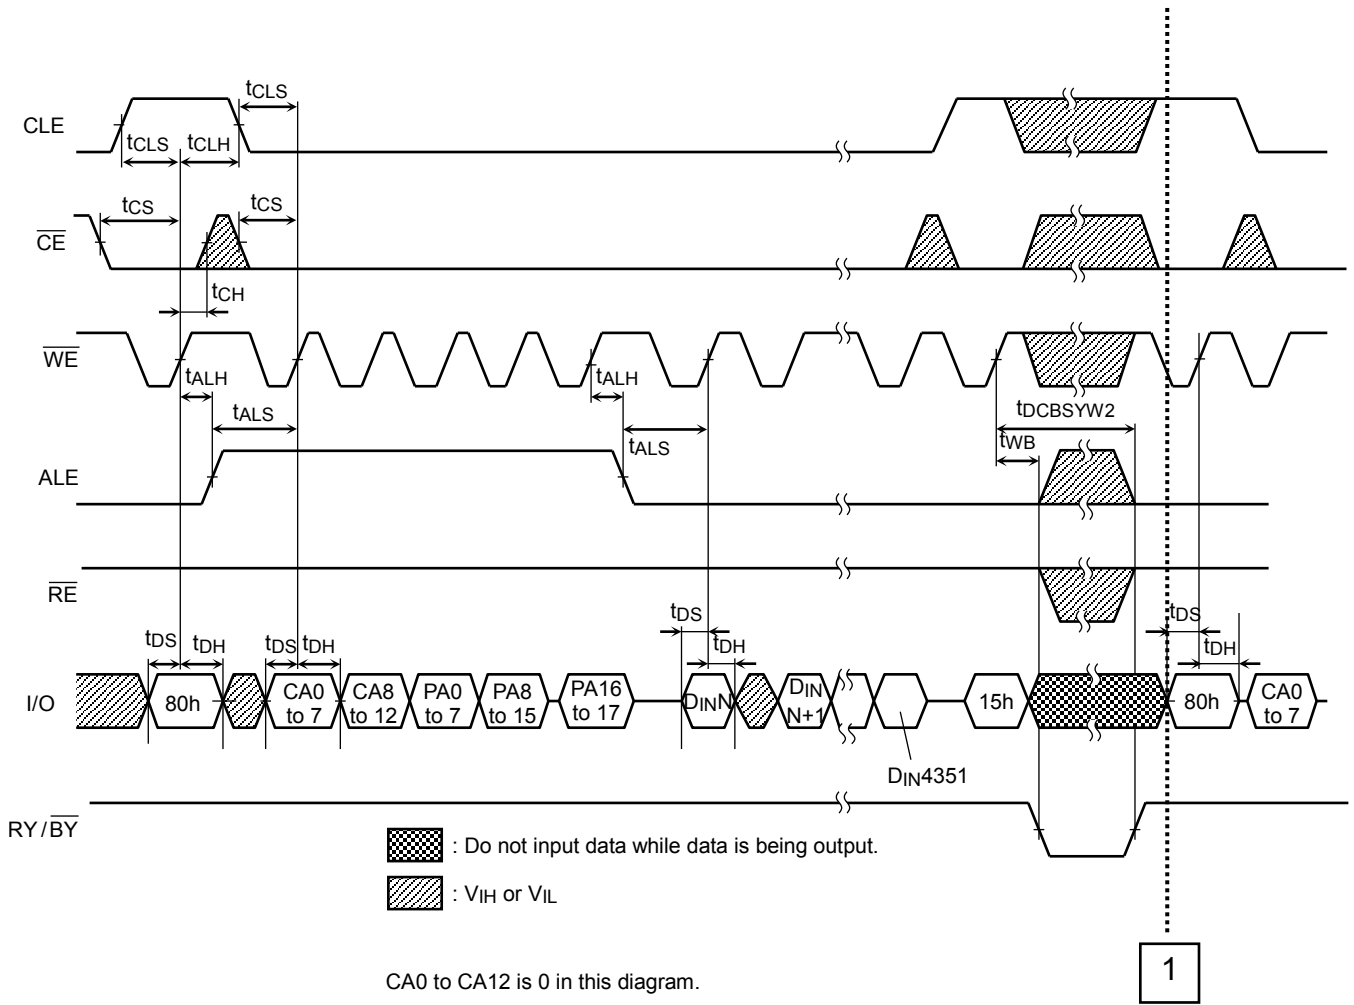 tCLS
CLE
tCLS tCLH
tCS tCS
CE
tCH
WE
tALH tALH
tDCBSYW2
tALS tALS
tWB
ALE
RE
tDS tDS
tDS tDH tDS tDH tDH tDH
I/O 80h CA0 to 7 CA8 to 12 PA0 to 7 PA8 to 15 PA16 to 17 DINN DIN N+1 15h 80h CA0 to 7
DIN4351
RY/BY
: Do not input data while data is being output.
: VIH or VIL
1
CA0 to CA12 is 0 in this diagram.